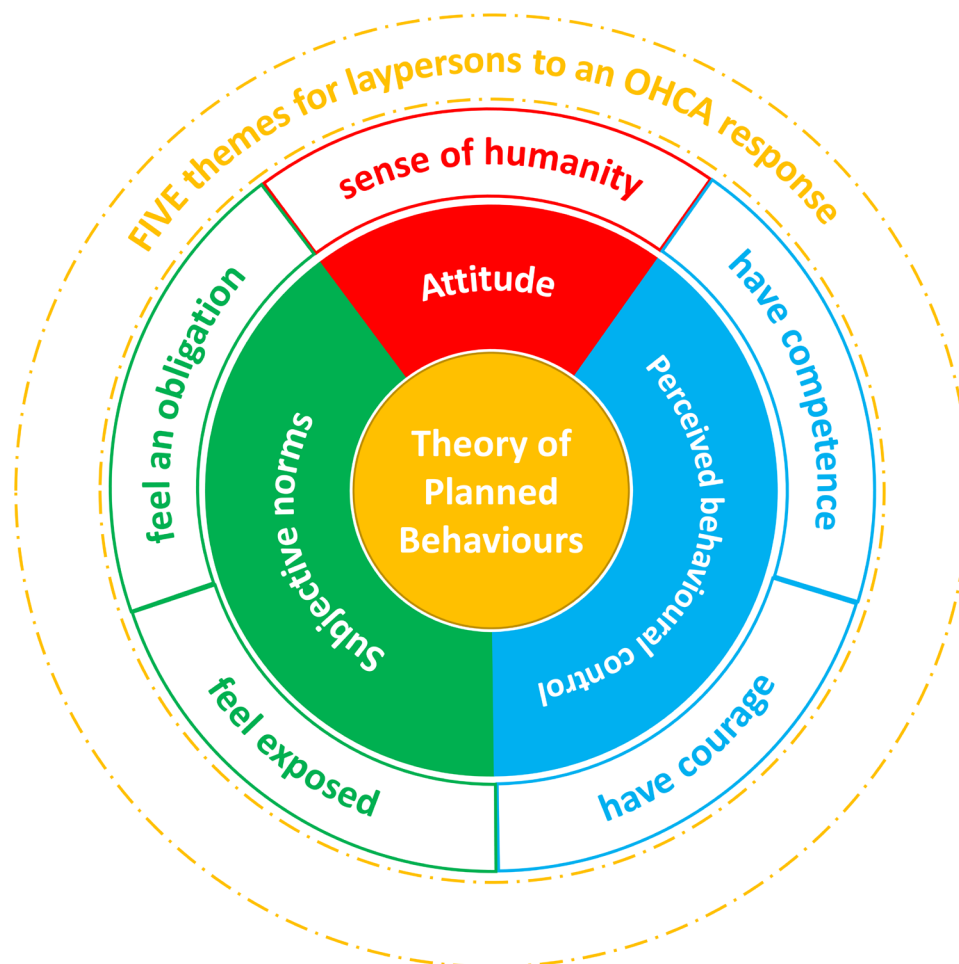 FIVE themes for laypersons to an OHCA response
sense of humanity
have competence
have courage
feel exposed
feel an obligation
Attitude
Perceived behavioural control
Subjective norms
Theory of
Planned
Behaviours